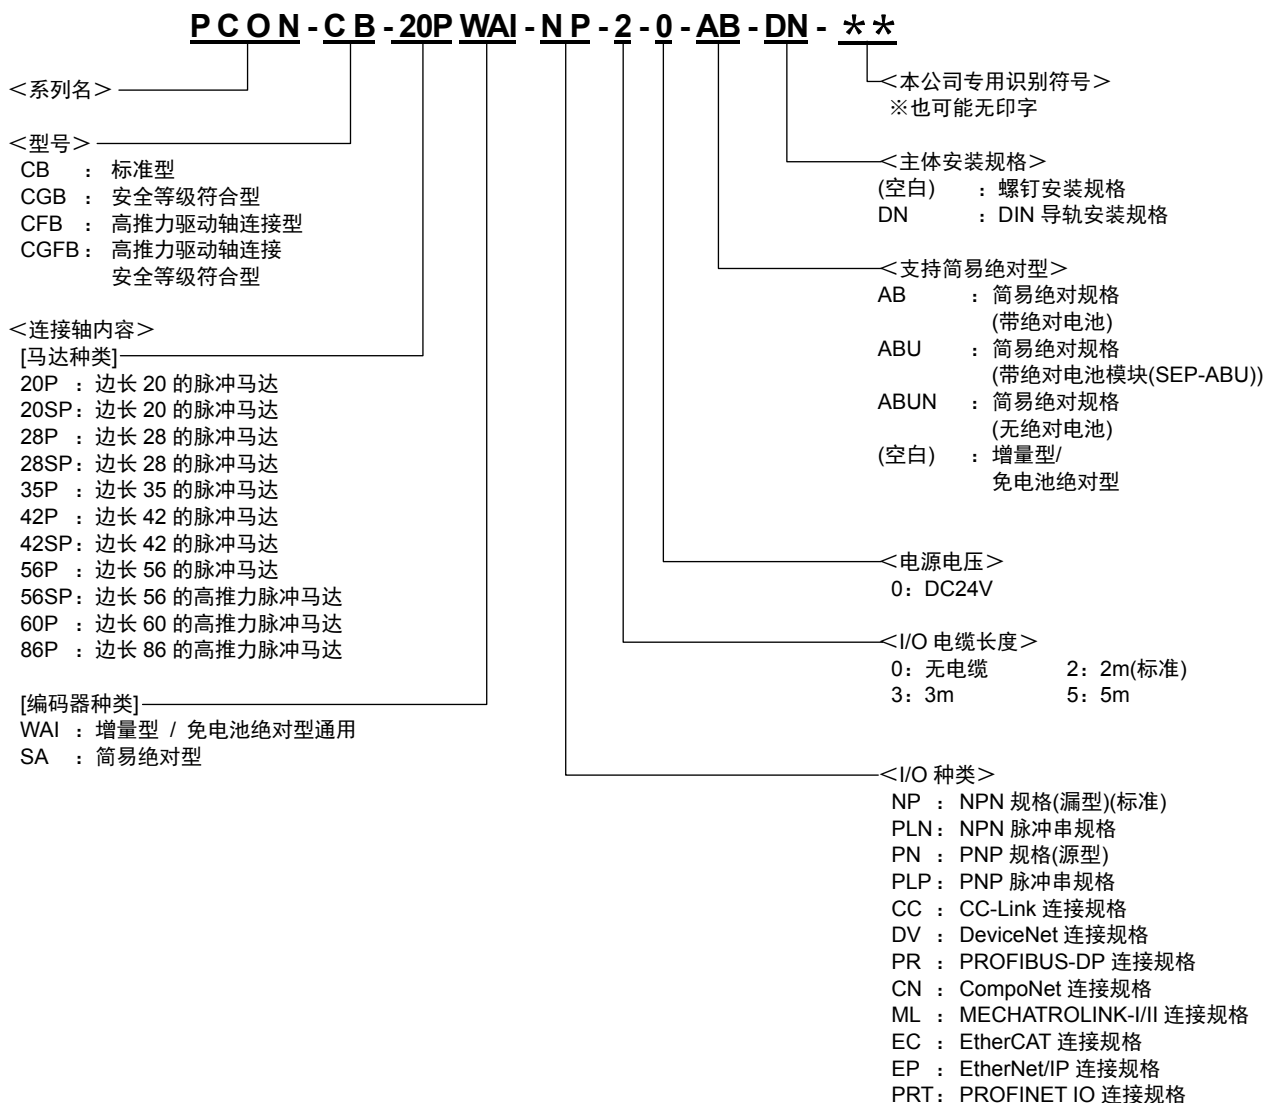 PCON-CB-20PWAI-NP-2-0-AB-DN-**
<系列名>
<型号>
CB : 标准型
CGB : 安全等级符合型
CFB : 高推力驱动轴连接型
CGFB : 高推力驱动轴连接
安全等级符合型
<连接轴内容>
[马达种类]
20P : 边长 20 的脉冲马达
20SP : 边长 20 的脉冲马达
28P : 边长 28 的脉冲马达
28SP : 边长 28 的脉冲马达
35P : 边长 35 的脉冲马达
42P : 边长 42 的脉冲马达
42SP : 边长 42 的脉冲马达
56P : 边长 56 的脉冲马达
56SP : 边长 56 的高推力脉冲马达
60P : 边长 60 的高推力脉冲马达
86P : 边长 86 的高推力脉冲马达
[编码器种类]
WAI : 增量型 / 免电池绝对型通用
SA : 简易绝对型
<本公司专用识别符号>
※也可能无印字
<主体安装规格>
(空白) : 螺钉安装规格
DN : DIN 导轨安装规格
<支持简易绝对型>
AB : 简易绝对规格
(带绝对电池)
ABU : 简易绝对规格
(带绝对电池模块(SEP-ABU))
ABUN : 简易绝对规格
(无绝对电池)
(空白) : 增量型/
免电池绝对型
<电源电压>
0: DC24V
<I/O 电缆长度>
0: 无电缆 2: 2m(标准)
3: 3m 5: 5m
<I/O 种类>
NP : NPN 规格(漏型)(标准)
PLN : NPN 脉冲串规格
PN : PNP 规格(源型)
PLP : PNP 脉冲串规格
CC : CC-Link 连接规格
DV : DeviceNet 连接规格
PR : PROFIBUS-DP 连接规格
CN : CompoNet 连接规格
ML : MECHATROLINK-I/II 连接规格
EC : EtherCAT 连接规格
EP : EtherNet/IP 连接规格
PRT : PROFINET IO 连接规格